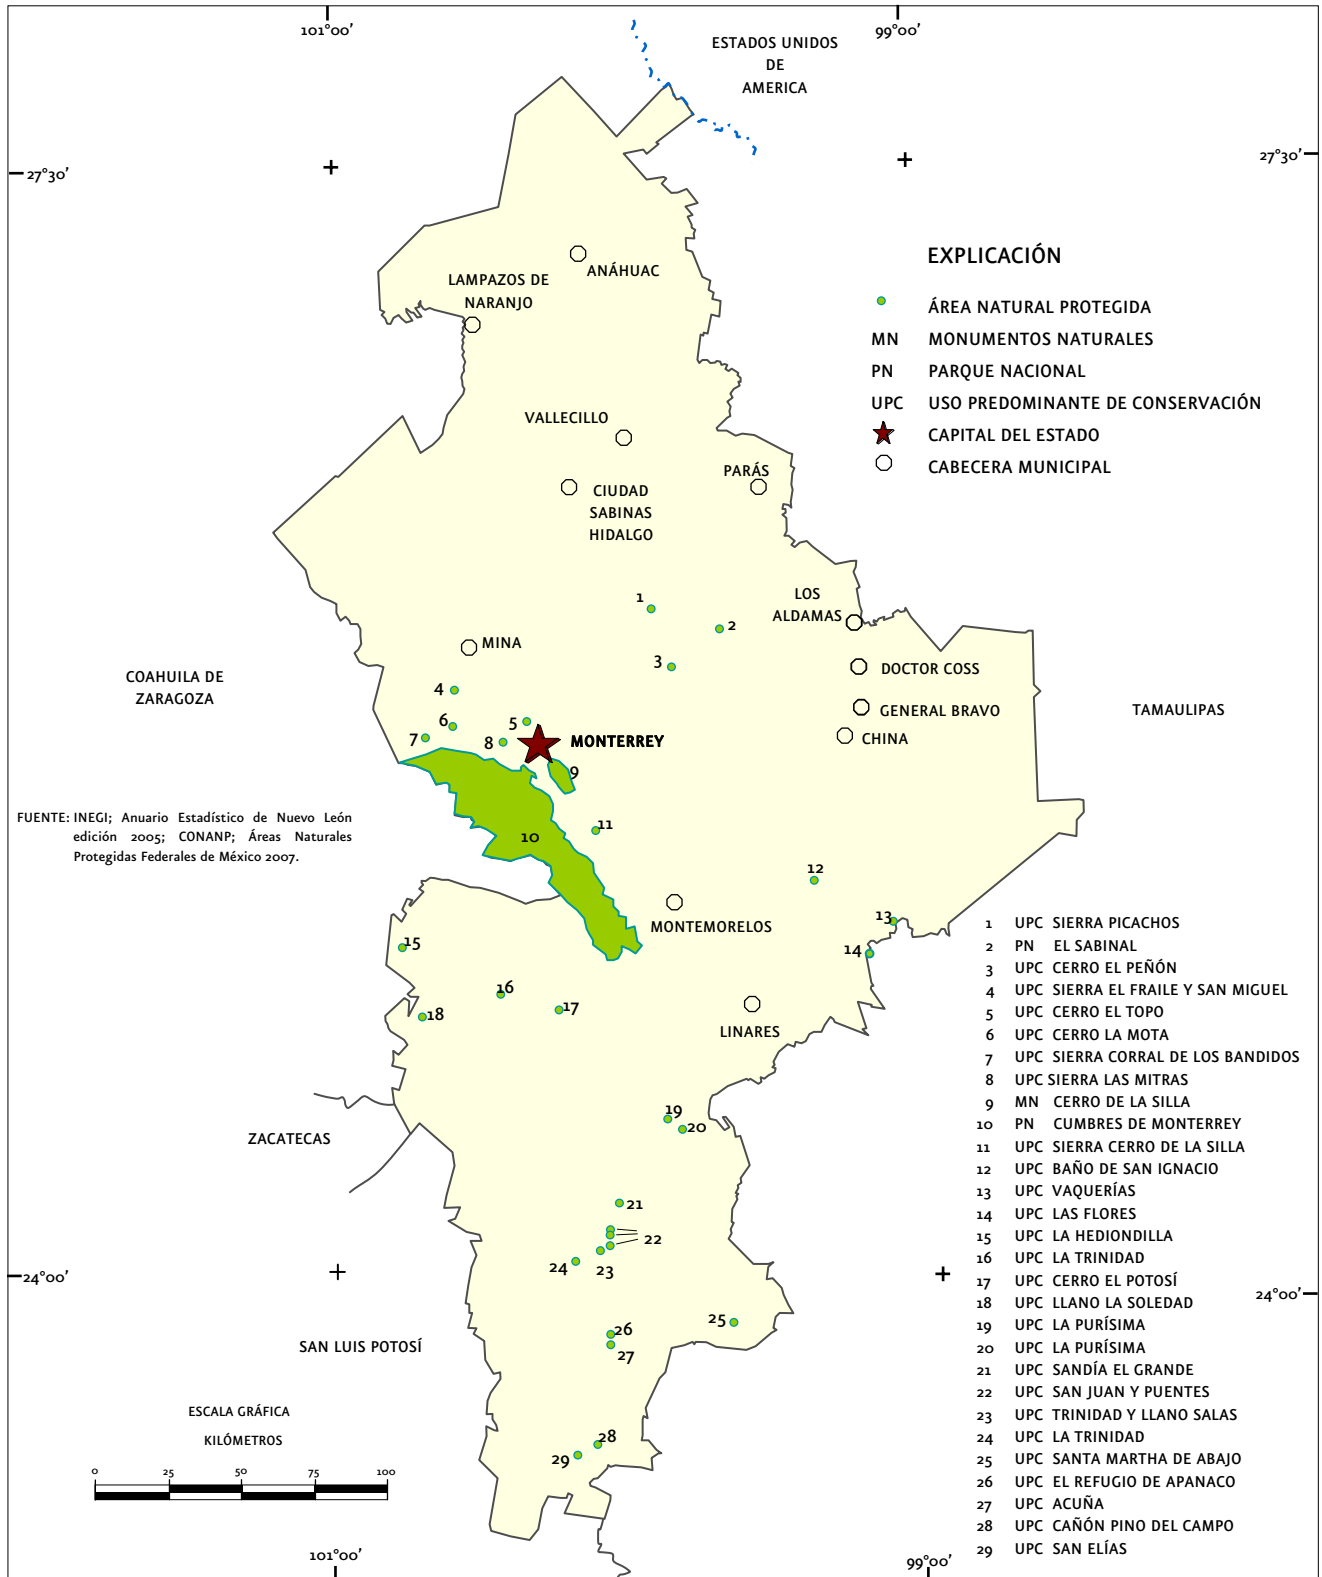 101°00'
99°00'
ESTADOS UNIDOS
DE
AMERICA
27°30'
27°30'
EXPLICACIÓN
ÁREA NATURAL PROTEGIDA
MN MONUMENTOS NATURALES
PN PARQUE NACIONAL
UPC USO PREDOMINANTE DE CONSERVACIÓN
CAPITAL DEL ESTADO
CABECERA MUNICIPAL
ANÁHUAC
LAMPAZOS DE
NARANJO
VALLECILLO
PARÁS
CIUDAD
SABINAS
HIDALGO
LOS
ALDAMAS
1
2
3
MINA
DOCTOR COSS
COAHUILA DE
ZARAGOZA
4
GENERAL BRAVO
TAMAULIPAS
5
6
7
8
MONTERREY
CHINA
9
FUENTE: INEGI; Anuario Estadístico de Nuevo León
edición 2005; CONANP; Áreas Naturales
Protegidas Federales de México 2007.
10
11
12
MONTEMORELOS
13
14
15
16
17
18
LINARES
19
20
ZACATECAS
21
22
23
24
24°00'
24°00'
25
26
27
SAN LUIS POTOSÍ
28
29
ESCALA GRÁFICA
KILÓMETROS
0 25 50 75 100
101°00'
99°00'
1 UPC SIERRA PICACHOS
2 PN EL SABINAL
3 UPC CERRO EL PEÑÓN
4 UPC SIERRA EL FRAILE Y SAN MIGUEL
5 UPC CERRO EL TOPO
6 UPC CERRO LA MOTA
7 UPC SIERRA CORRAL DE LOS BANDIDOS
8 UPC SIERRA LAS MITRAS
9 MN CERRO DE LA SILLA
10 PN CUMBRES DE MONTERREY
11 UPC SIERRA CERRO DE LA SILLA
12 UPC BAÑO DE SAN IGNACIO
13 UPC VAQUERÍAS
14 UPC LAS FLORES
15 UPC LA HEDIONDILLA
16 UPC LA TRINIDAD
17 UPC CERRO EL POTOSÍ
18 UPC LLANO LA SOLEDAD
19 UPC LA PURÍSIMA
20 UPC LA PURÍSIMA
21 UPC SANDÍA EL GRANDE
22 UPC SAN JUAN Y PUENTES
23 UPC TRINIDAD Y LLANO SALAS
24 UPC LA TRINIDAD
25 UPC SANTA MARTHA DE ABAJO
26 UPC EL REFUGIO DE APANACO
27 UPC ACUÑA
28 UPC CAÑÓN PINO DEL CAMPO
29 UPC SAN ELÍAS